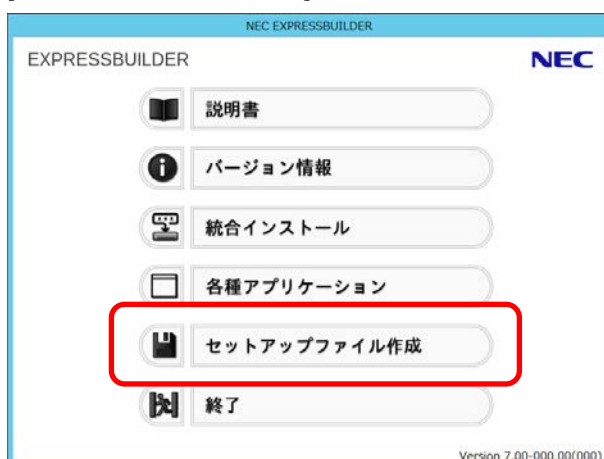 NEC EXPRESSBUILDER
EXPRESSBUILDER
NEC
説明書
バージョン情報
統合インストール
各種アプリケーション
セットアップファイル作成
終了
Version 7.00-000.00(000)